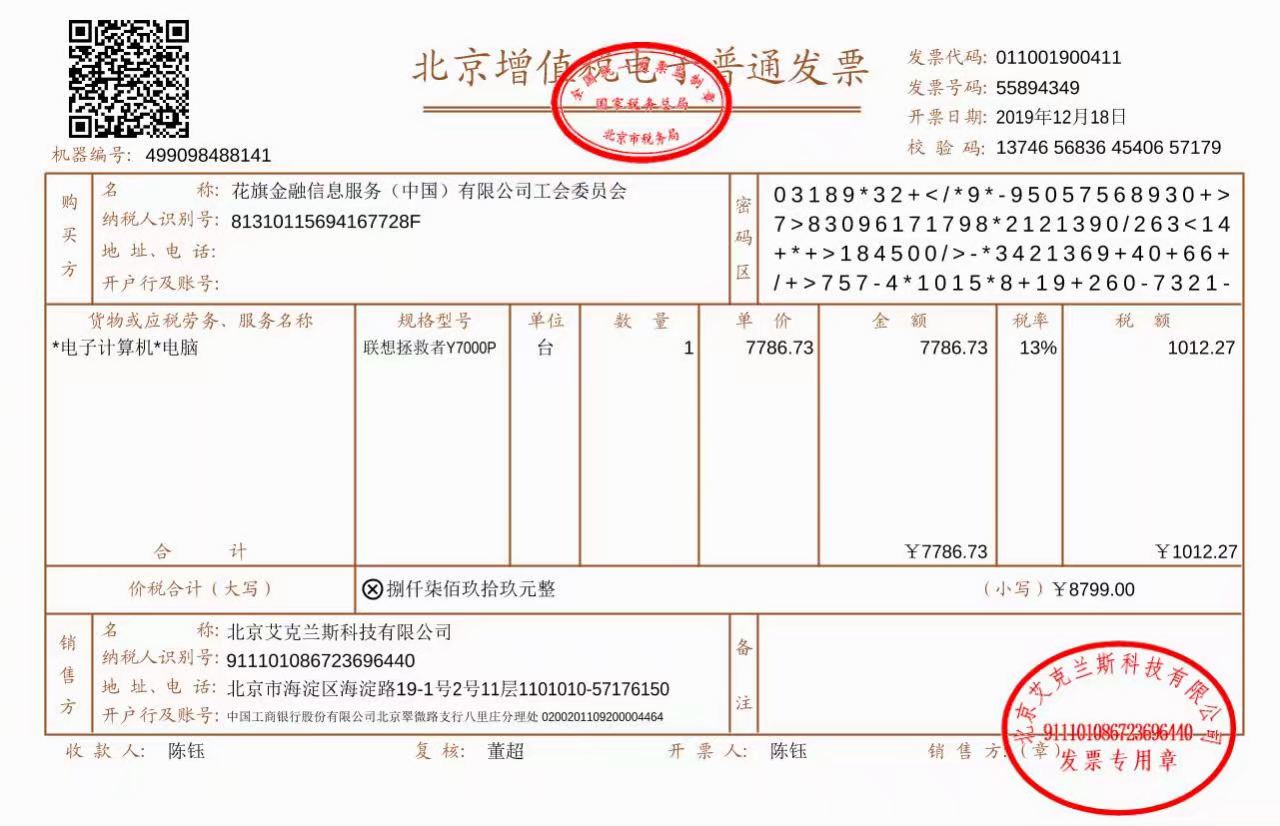 北京增值税电子普通发票
全国统一发票监制章
国家税务总局
北京市税务局
发票代码: 011001900411
发票号码: 55894349
开票日期: 2019年12月18日
校 验 码: 13746 56836 45406 57179
机器编号: 499098488141
购买方
名 称: 花旗金融信息服务（中国）有限公司工会委员会
纳税人识别号: 81310115694167728F
地 址、电 话:
开户行及账号:
密码区
03189*32+</*9*-95057568930+>
7>83096171798*2121390/263<14
+*+>184500/>-*3421369+40+66+
/+>757-4*1015*8+19+260-7321-
货物或应税劳务、服务名称 规格型号 单位 数 量 单 价 金 额 税率 税 额
*电子计算机*电脑 联想拯救者Y7000P 台 1 7786.73 7786.73 13% 1012.27
合 计 ￥7786.73 ￥1012.27
价税合计（大写） ⊗捌仟柒佰玖拾玖元整 （小写）￥8799.00
销售方
名 称: 北京艾克兰斯科技有限公司
纳税人识别号: 911101086723696440
地 址、电 话: 北京市海淀区海淀路19-1号2号11层1101010-57176150
开户行及账号: 中国工商银行股份有限公司北京翠微路支行八里庄分理处 0200201109200004464
备注
收 款 人: 陈钰 复 核: 董超 开 票 人: 陈钰 销 售 方:（章）
北京艾克兰斯科技有限公司
911101086723696440
发票专用章